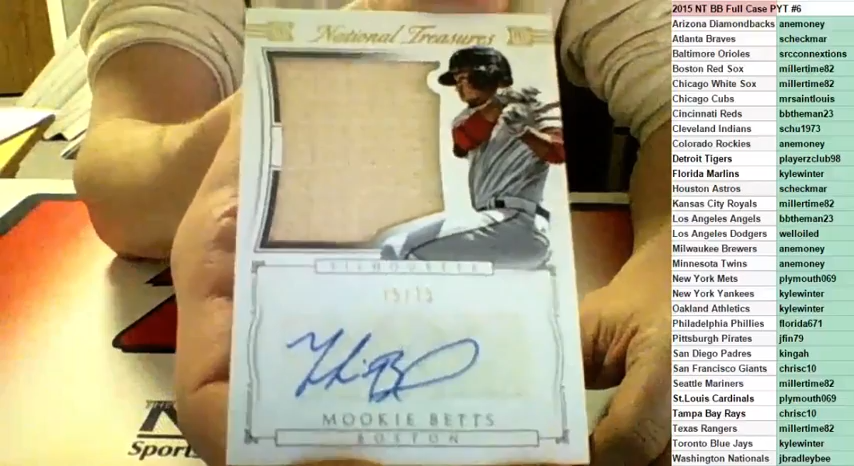 National Treasures
SILHOUETTE
15/15
MOOKIE BETTS
BOSTON
Sport
2015 NT BB Full Case PYT #6
Arizona Diamondbacks anemoney
Atlanta Braves scheckmar
Baltimore Orioles srcconnextions
Boston Red Sox millertime82
Chicago White Sox millertime82
Chicago Cubs mrsaintlouis
Cincinnati Reds bbtheman23
Cleveland Indians schu1973
Colorado Rockies anemoney
Detroit Tigers playerzclub98
Florida Marlins kylewinter
Houston Astros scheckmar
Kansas City Royals millertime82
Los Angeles Angels bbtheman23
Los Angeles Dodgers welloiled
Milwaukee Brewers anemoney
Minnesota Twins anemoney
New York Mets plymouth069
New York Yankees kylewinter
Oakland Athletics kylewinter
Philadelphia Phillies florida671
Pittsburgh Pirates jfin79
San Diego Padres kingah
San Francisco Giants chrisc10
Seattle Mariners millertime82
St.Louis Cardinals plymouth069
Tampa Bay Rays chrisc10
Texas Rangers millertime82
Toronto Blue Jays kylewinter
Washington Nationals jbradleybee